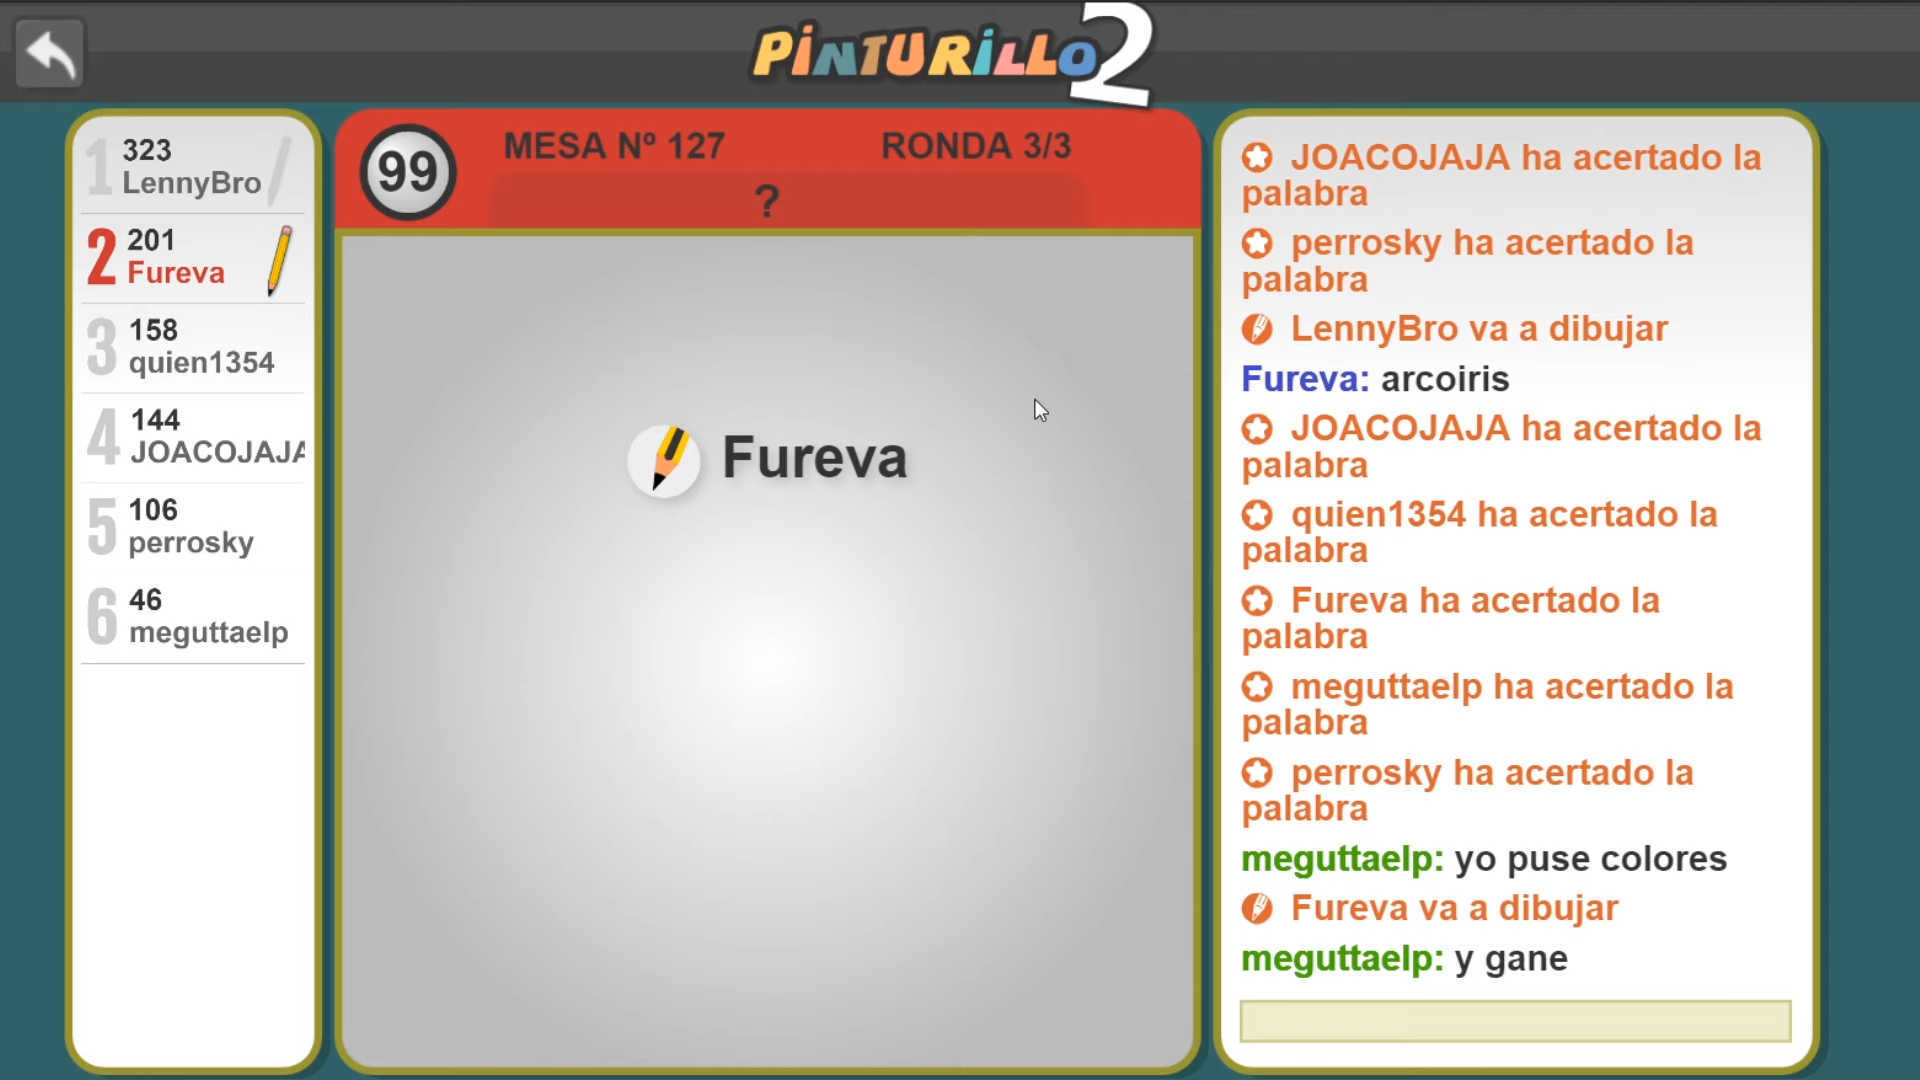 PINTURILLO 2
1 323
LennyBro
2 201
Fureva
3 158
quien1354
4 144
JOACOJAJA
5 106
perrosky
6 46
meguttaelp
99
MESA Nº 127
RONDA 3/3
?
Fureva
JOACOJAJA ha acertado la
palabra
perrosky ha acertado la
palabra
LennyBro va a dibujar
Fureva: arcoiris
JOACOJAJA ha acertado la
palabra
quien1354 ha acertado la
palabra
Fureva ha acertado la
palabra
meguttaelp ha acertado la
palabra
perrosky ha acertado la
palabra
meguttaelp: yo puse colores
Fureva va a dibujar
meguttaelp: y gane